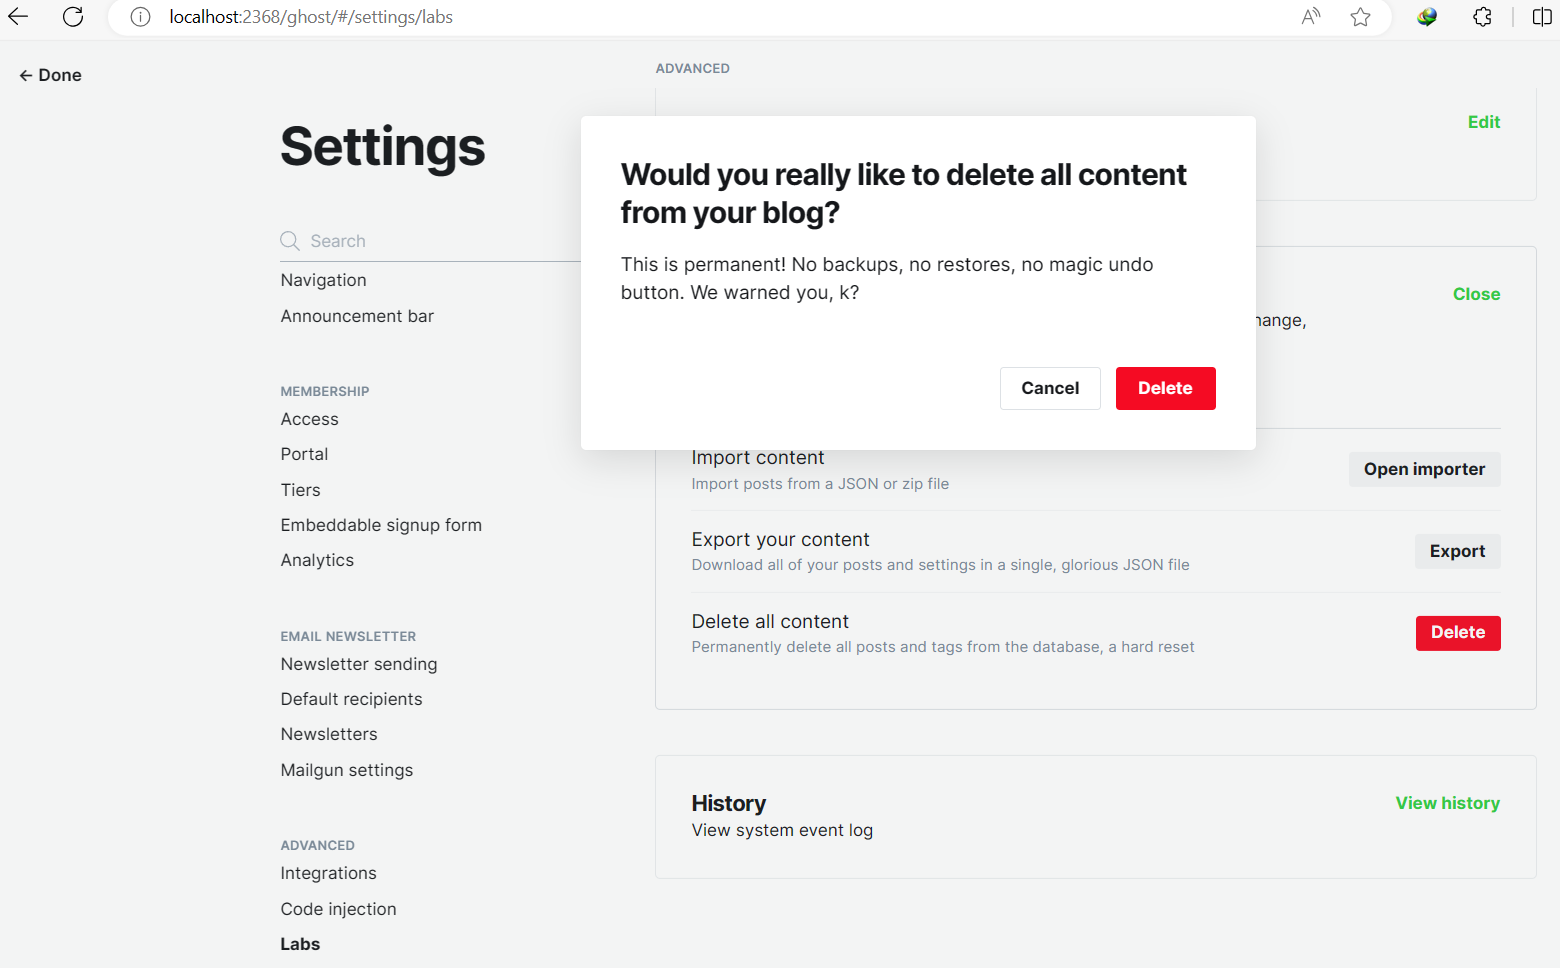 localhost:2368/ghost/#/settings/labs
← Done
Settings
Search
Navigation
Announcement bar
MEMBERSHIP
Access
Portal
Tiers
Embeddable signup form
Analytics
EMAIL NEWSLETTER
Newsletter sending
Default recipients
Newsletters
Mailgun settings
ADVANCED
Integrations
Code injection
Labs
ADVANCED
Edit
Would you really like to delete all content
from your blog?
This is permanent! No backups, no restores, no magic undo
button. We warned you, k?
Cancel Delete
Close
Import content
Import posts from a JSON or zip file
Open importer
Export your content
Download all of your posts and settings in a single, glorious JSON file
Export
Delete all content
Permanently delete all posts and tags from the database, a hard reset
Delete
History
View system event log
View history